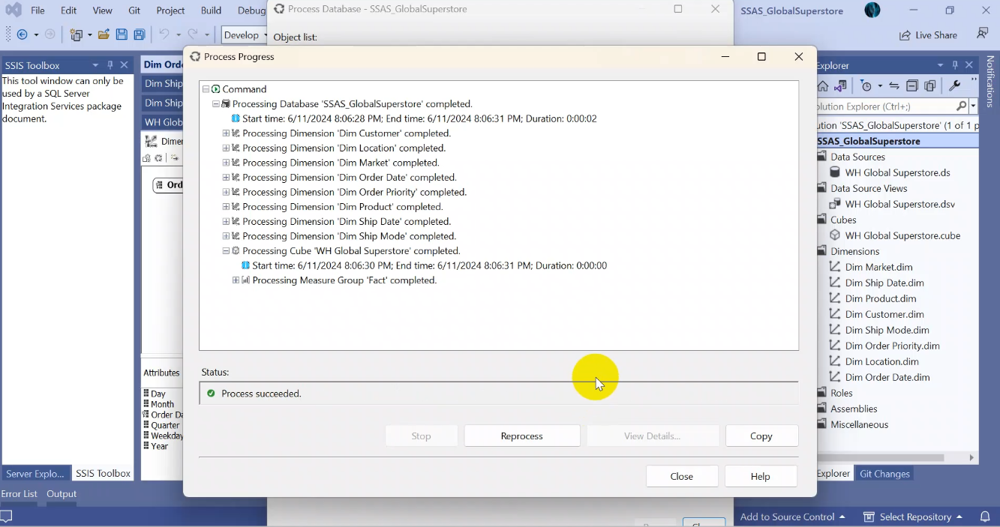 File Edit View Git Project Build Debug
Process Database - SSAS_GlobalSuperstore
SSAS_GlobalSuperstore
Develop
Object list:
Live Share
SSIS Toolbox
This tool window can only be
used by a SQL Server
Integration Services package
document.
Server Explo... SSIS Toolbox
Error List Output
Dim Orde
Dim Ship
Dim Ship
WH Glob
Dimen
Ord
Attributes
Day
Month
Order Da
Quarter
Weekday
Year
Process Progress
Command
Processing Database 'SSAS_GlobalSuperstore' completed.
Start time: 6/11/2024 8:06:28 PM; End time: 6/11/2024 8:06:31 PM; Duration: 0:00:02
Processing Dimension 'Dim Customer' completed.
Processing Dimension 'Dim Location' completed.
Processing Dimension 'Dim Market' completed.
Processing Dimension 'Dim Order Date' completed.
Processing Dimension 'Dim Order Priority' completed.
Processing Dimension 'Dim Product' completed.
Processing Dimension 'Dim Ship Date' completed.
Processing Dimension 'Dim Ship Mode' completed.
Processing Cube 'WH Global Superstore' completed.
Start time: 6/11/2024 8:06:30 PM; End time: 6/11/2024 8:06:31 PM; Duration: 0:00:00
Processing Measure Group 'Fact' completed.
Status:
Process succeeded.
Stop Reprocess View Details... Copy
Close Help
Explorer
olution Explorer (Ctrl+;)
ution 'SSAS_GlobalSuperstore' (1 of 1 p
SSAS_GlobalSuperstore
Data Sources
WH Global Superstore.ds
Data Source Views
WH Global Superstore.dsv
Cubes
WH Global Superstore.cube
Dimensions
Dim Market.dim
Dim Ship Date.dim
Dim Product.dim
Dim Customer.dim
Dim Ship Mode.dim
Dim Order Priority.dim
Dim Location.dim
Dim Order Date.dim
Roles
Assemblies
Miscellaneous
Explorer Git Changes
Notifications
Add to Source Control Select Repository